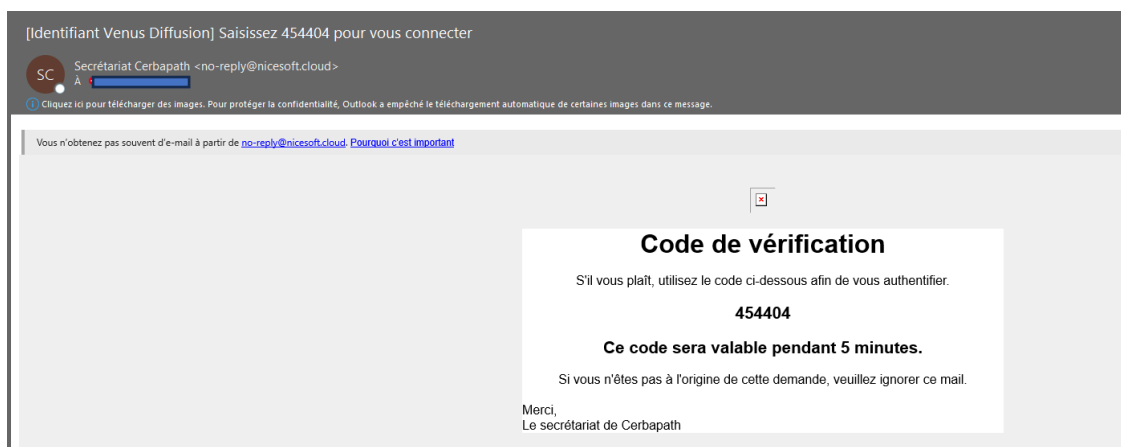 [Identifiant Venus Diffusion] Saisissez 454404 pour vous connecter
SC
Secrétariat Cerbapath <no-reply@nicesoft.cloud>
À
Cliquez ici pour télécharger des images. Pour protéger la confidentialité, Outlook a empêché le téléchargement automatique de certaines images dans ce message.
Vous n'obtenez pas souvent d'e-mail à partir de no-reply@nicesoft.cloud. Pourquoi c'est important
Code de vérification
S'il vous plaît, utilisez le code ci-dessous afin de vous authentifier.
454404
Ce code sera valable pendant 5 minutes.
Si vous n'êtes pas à l'origine de cette demande, veuillez ignorer ce mail.
Merci,
Le secrétariat de Cerbapath